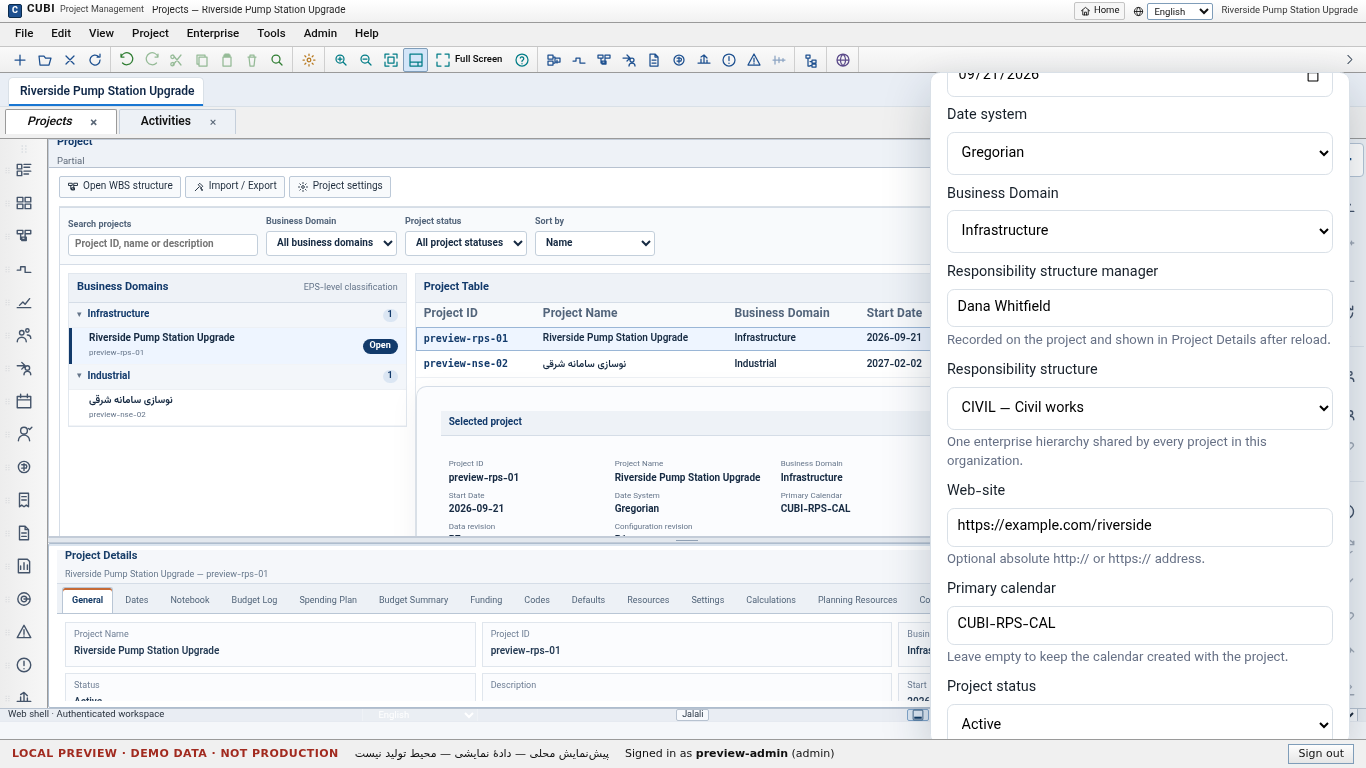 CUBI Project Management Projects — Riverside Pump Station Upgrade Home English Riverside Pump Station Upgrade
File Edit View Project Enterprise Tools Admin Help
Full Screen
Riverside Pump Station Upgrade
Projects × Activities ×
Project
Partial
Open WBS structure Import / Export Project settings
Search projects Business Domain Project status Sort by
Project ID, name or description All business domains All project statuses Name
Business Domains EPS-level classification
Infrastructure 1
Riverside Pump Station Upgrade
preview-rps-01
Open
Industrial 1
نوسازی سامانه شرقی
preview-nse-02
Project Table
Project ID Project Name Business Domain Start Date
preview-rps-01 Riverside Pump Station Upgrade Infrastructure 2026-09-21
preview-nse-02 نوسازی سامانه شرقی Industrial 2027-02-02
Selected project
Project ID Project Name Business Domain
preview-rps-01 Riverside Pump Station Upgrade Infrastructure
Start Date Date System Primary Calendar
2026-09-21 Gregorian CUBI-RPS-CAL
Data revision Configuration revision
Project Details
Riverside Pump Station Upgrade — preview-rps-01
General Dates Notebook Budget Log Spending Plan Budget Summary Funding Codes Defaults Resources Settings Calculations Planning Resources Co
Project Name Project ID Busin
Riverside Pump Station Upgrade preview-rps-01 Infras
Status Description Start
Active 2026
09/21/2026
Date system
Gregorian
Business Domain
Infrastructure
Responsibility structure manager
Dana Whitfield
Recorded on the project and shown in Project Details after reload.
Responsibility structure
CIVIL — Civil works
One enterprise hierarchy shared by every project in this
organization.
Web-site
https://example.com/riverside
Optional absolute http:// or https:// address.
Primary calendar
CUBI-RPS-CAL
Leave empty to keep the calendar created with the project.
Project status
Active
Web shell · Authenticated workspace English Jalali
LOCAL PREVIEW · DEMO DATA · NOT PRODUCTION پیش‌نمایش محلی — دادهٔ نمایشی — محیط تولید نیست Signed in as preview-admin (admin) Sign out